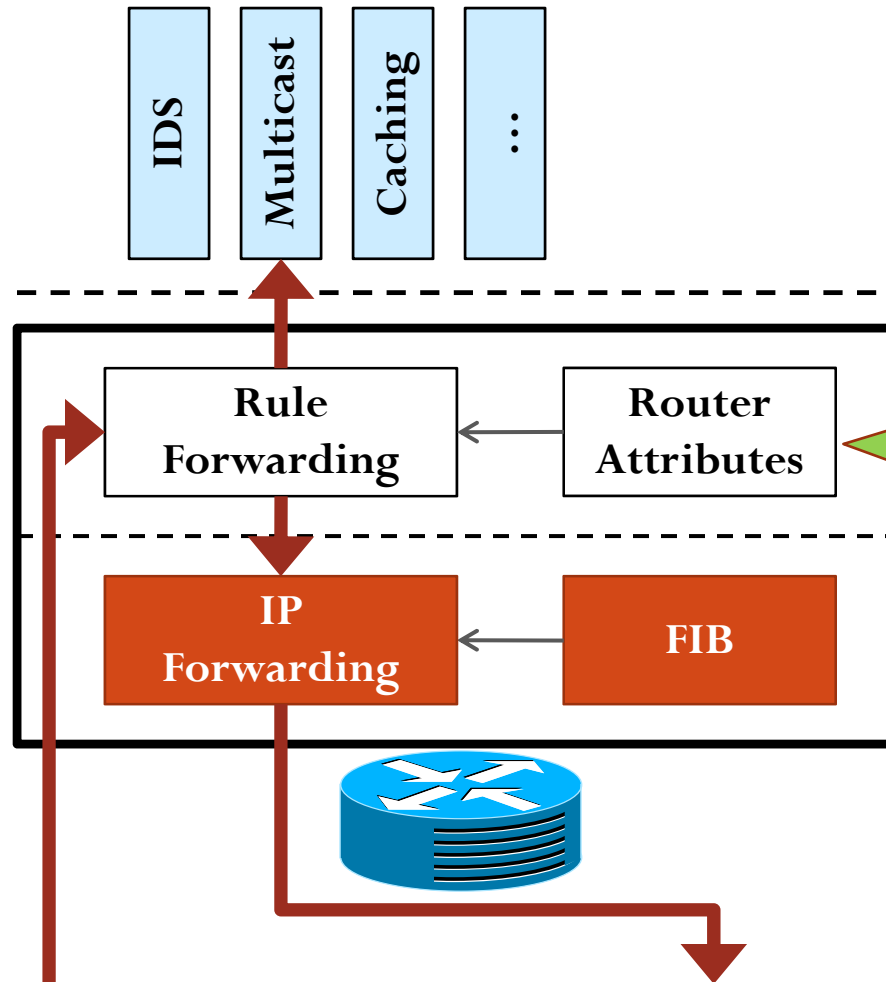 IDS
Multicast
Caching
...
Rule
Forwarding
Router
Attributes
IP
Forwarding
FIB